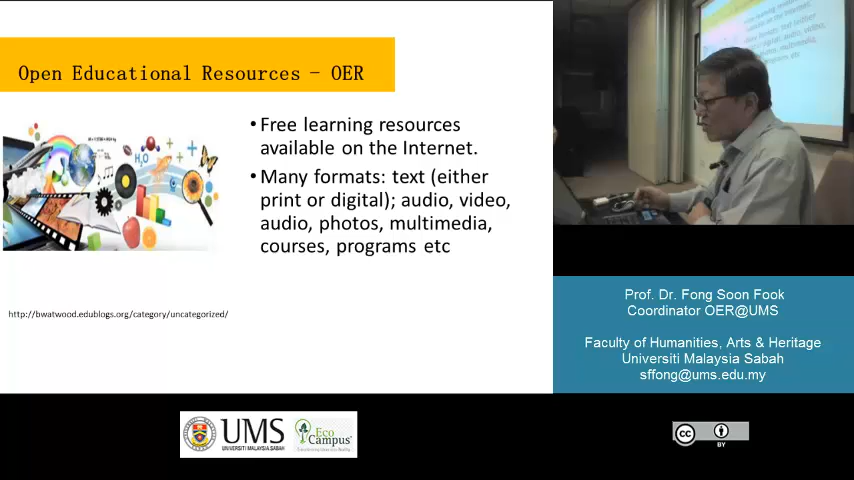 Open Educational Resources - OER
•Free learning resources
available on the Internet.
•Many formats: text (either
print or digital); audio, video,
audio, photos, multimedia,
courses, programs etc
H₂O
http://bwatwood.edublogs.org/category/uncategorized/
Prof. Dr. Fong Soon Fook
Coordinator OER@UMS
Faculty of Humanities, Arts & Heritage
Universiti Malaysia Sabah
sffong@ums.edu.my
UMS
UNIVERSITI MALAYSIA SABAH
Eco
Campus
cc
BY